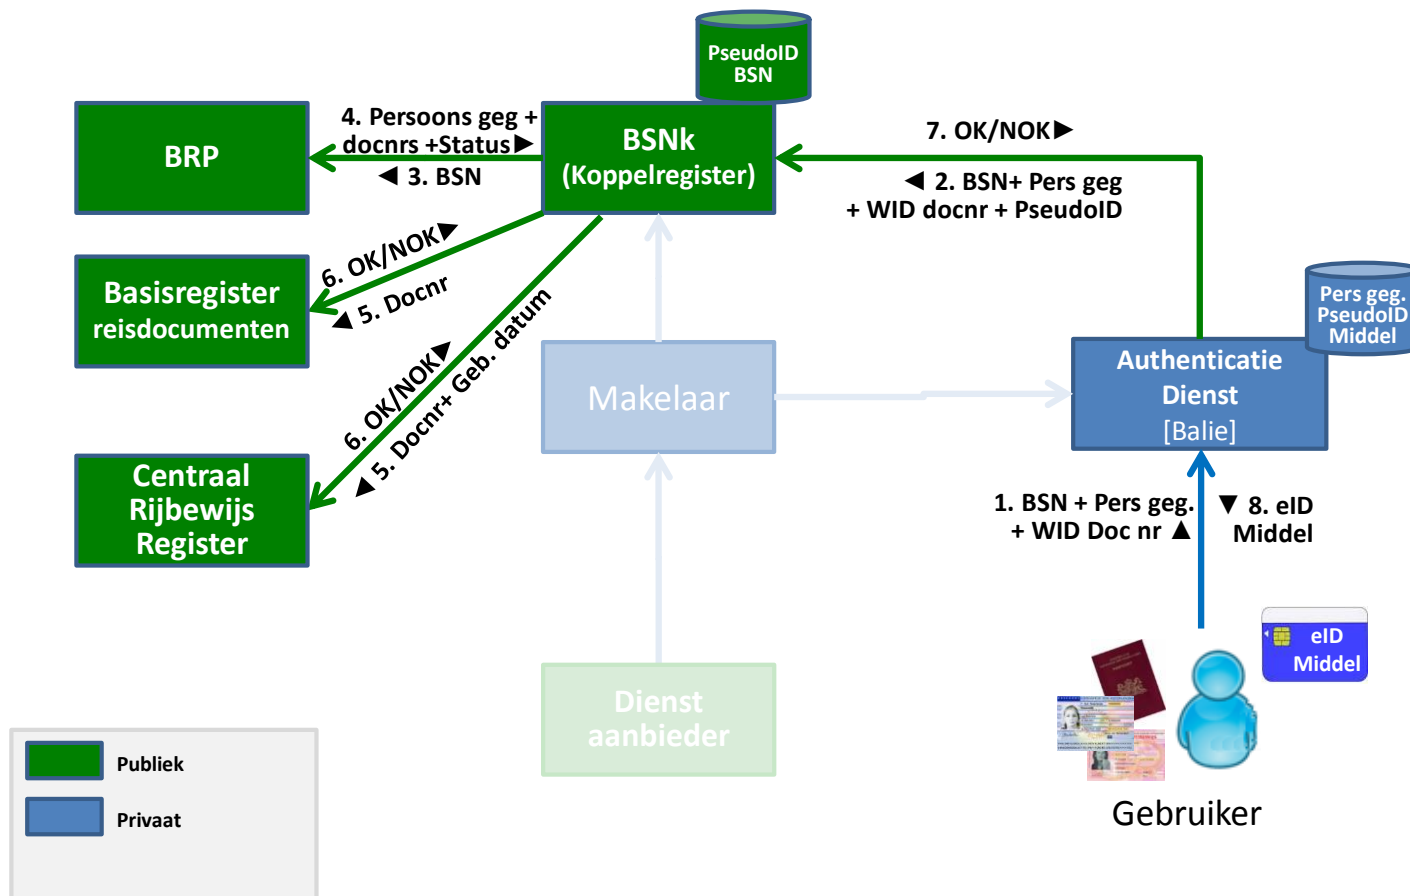 PseudoID
BSN
4. Persoons geg +
docnrs +Status ►
◄ 3. BSN
BRP
BSNk
(Koppelregister)
7. OK/NOK►
◄ 2. BSN+ Pers geg
+ WID docnr + PseudoID
6. OK/NOK►
◄ 5. Docnr
Basisregister
reisdocumenten
Pers geg.
PseudoID
Middel
6. OK/NOK►
◄ 5. Docnr+ Geb. datum
Makelaar
Authenticatie
Dienst
[Balie]
Centraal
Rijbewijs
Register
1. BSN + Pers geg.
+ WID Doc nr ▲
▼ 8. eID
Middel
eID
Middel
Dienst
aanbieder
Publiek
Privaat
Gebruiker